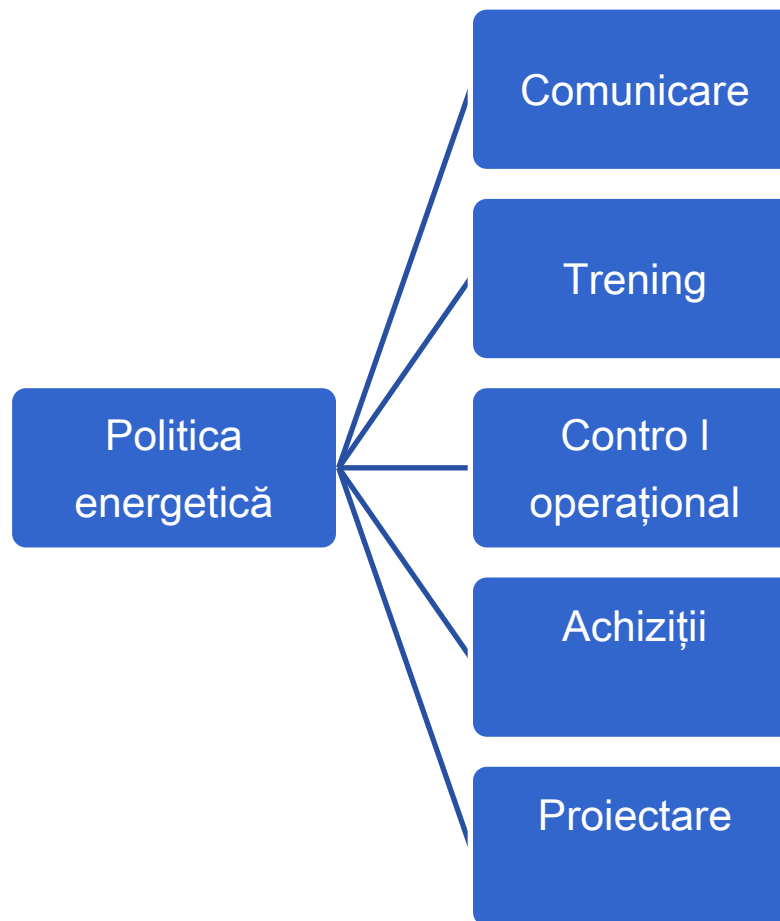 Comunicare
Trening
Politica
energetică
Contro l
operațional
Achiziții
Proiectare